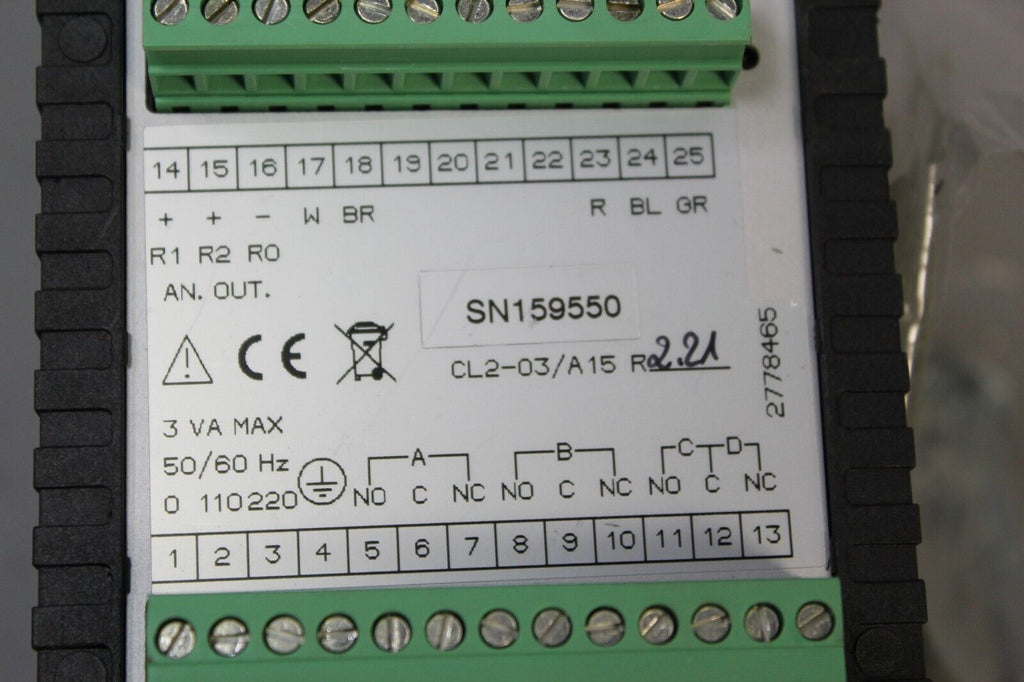 14 15 16 17 18 19 20 21 22 23 24 25
+ + - W BR R BL GR
R1 R2 R0
AN. OUT.
SN159550
CE
CL2-03/A15 R2.21
2778465
3 VA MAX
50/60 Hz
A B C D
0 110 220 NO C NC NO C NC NO C NC
1 2 3 4 5 6 7 8 9 10 11 12 13